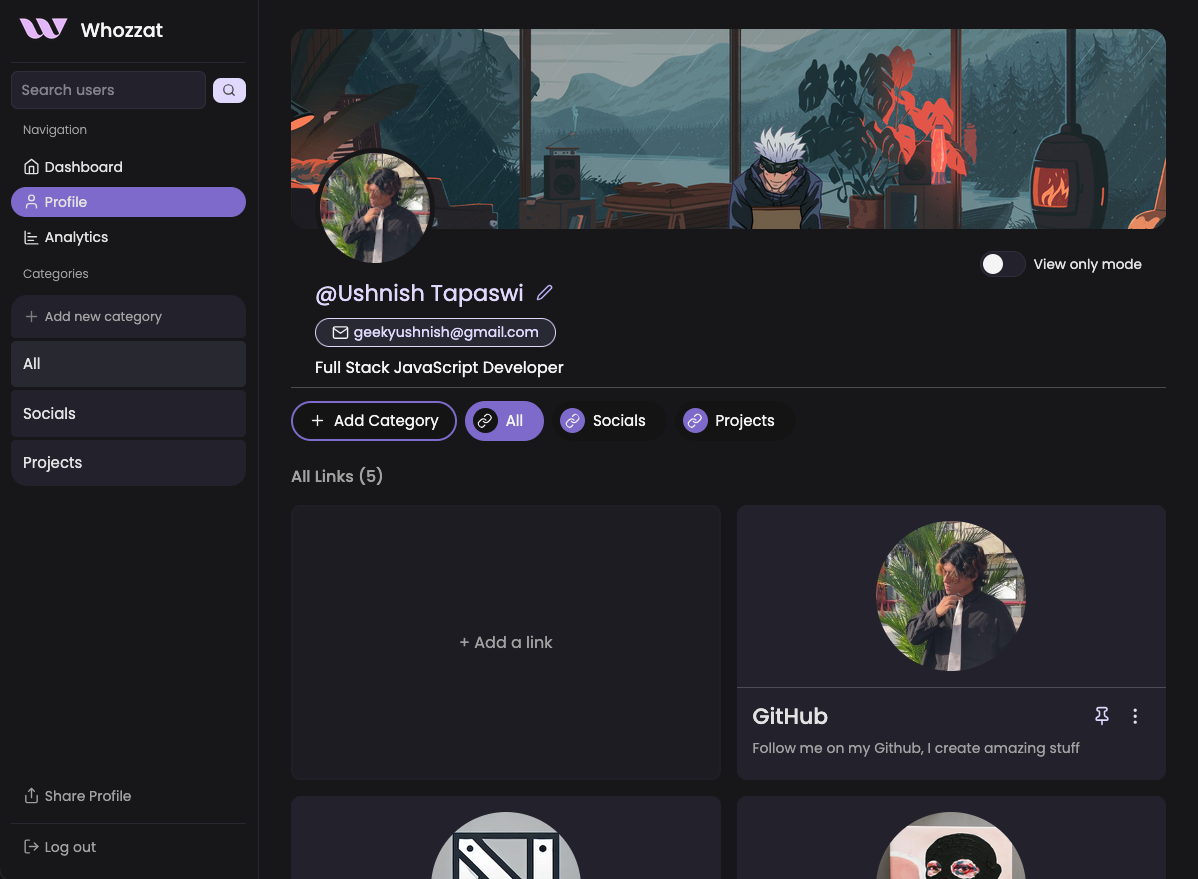 Whozzat
Search users
Navigation
Dashboard
Profile
Analytics
Categories
+ Add new category
All
Socials
Projects
Share Profile
Log out
View only mode
@Ushnish Tapaswi
geekyushnish@gmail.com
Full Stack JavaScript Developer
+ Add Category
All
Socials
Projects
All Links (5)
+ Add a link
GitHub
Follow me on my Github, I create amazing stuff